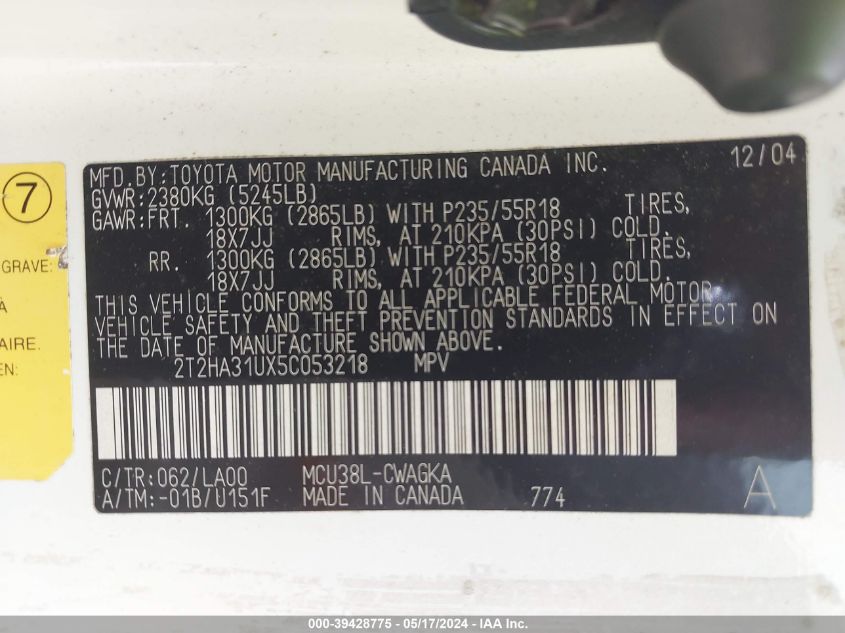 7
GRAVE:
A
AIRE.
EN:
MFD.BY:TOYOTA MOTOR MANUFACTURING CANADA INC. 12/04
GVWR:2380KG (5245LB)
GAWR:FRT. 1300KG (2865LB) WITH P235/55R18 TIRES,
18X7JJ RIMS, AT 210KPA (30PSI) COLD.
RR. 1300KG (2865LB) WITH P235/55R18 TIRES,
18X7JJ RIMS, AT 210KPA (30PSI) COLD.
THIS VEHICLE CONFORMS TO ALL APPLICABLE FEDERAL MOTOR
VEHICLE SAFETY AND THEFT PREVENTION STANDARDS IN EFFECT ON
THE DATE OF MANUFACTURE SHOWN ABOVE.
2T2HA31UX5C053218 MPV
C/TR:062/LA00 MCU38L-CWAGKA
A/TM:-01B/U151F MADE IN CANADA 774 A
000-39428775 - 05/17/2024 - IAA Inc.